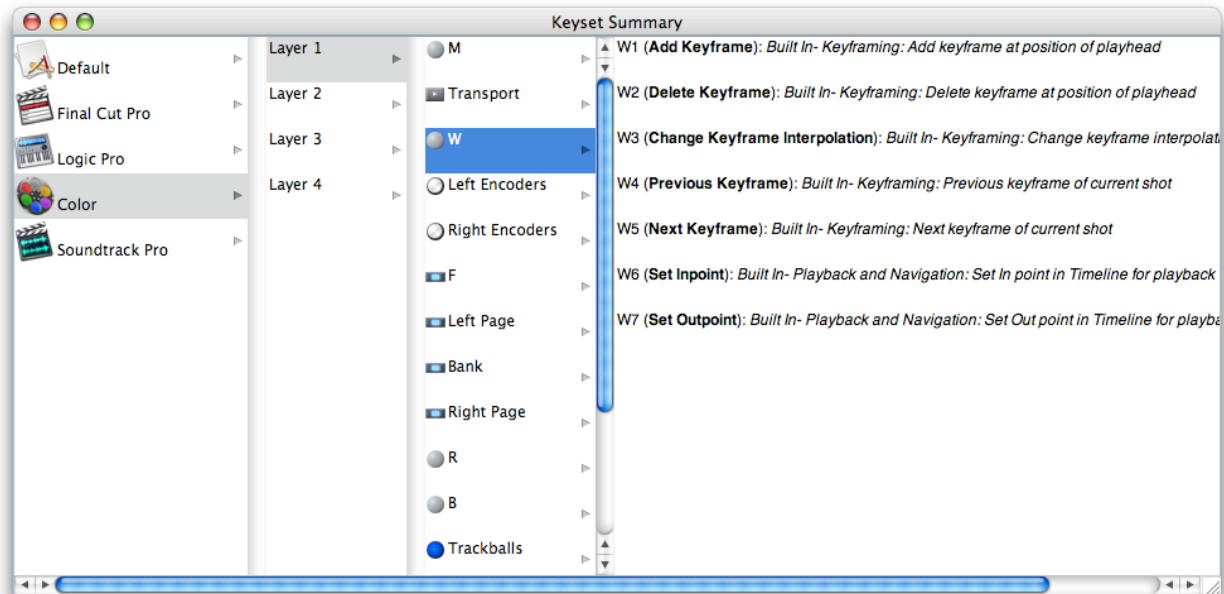 Keyset Summary
Default
Final Cut Pro
Logic Pro
Color
Soundtrack Pro
Layer 1
Layer 2
Layer 3
Layer 4
M
Transport
W
Left Encoders
Right Encoders
F
Left Page
Bank
Right Page
R
B
Trackballs
W1 (Add Keyframe): Built In- Keyframing: Add keyframe at position of playhead
W2 (Delete Keyframe): Built In- Keyframing: Delete keyframe at position of playhead
W3 (Change Keyframe Interpolation): Built In- Keyframing: Change keyframe interpolati
W4 (Previous Keyframe): Built In- Keyframing: Previous keyframe of current shot
W5 (Next Keyframe): Built In- Keyframing: Next keyframe of current shot
W6 (Set Inpoint): Built In- Playback and Navigation: Set In point in Timeline for playback
W7 (Set Outpoint): Built In- Playback and Navigation: Set Out point in Timeline for playba